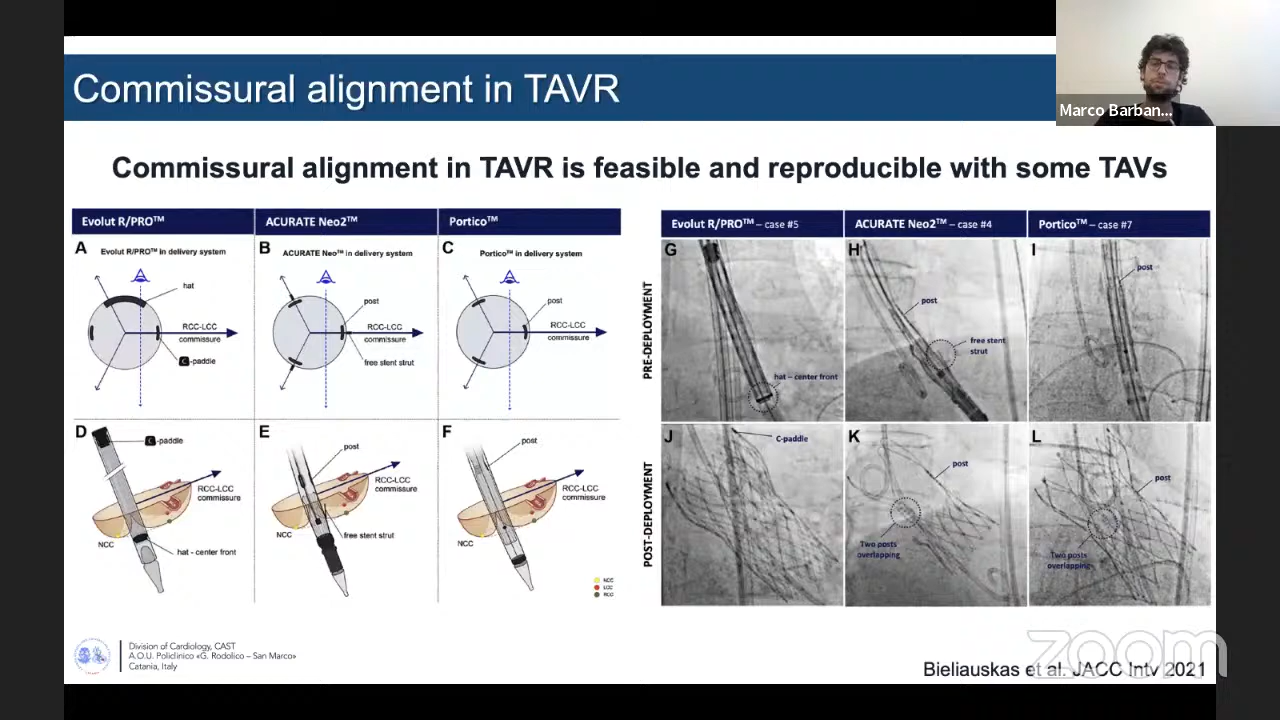 Commissural alignment in TAVR
Marco Barban...
Commissural alignment in TAVR is feasible and reproducible with some TAVs
Evolut R/PRO™
ACURATE Neo2™
Portico™
A
Evolut R/PRO™ in delivery system
hat
RCC-LCC
commissure
C-paddle
B
ACURATE Neo™ in delivery system
post
RCC-LCC
commissure
free stent strut
C
Portico™ in delivery system
post
RCC-LCC
commissure
D
C-paddle
RCC-LCC
commissure
NCC
hat - center front
E
post
RCC-LCC
commissure
NCC
free stent strut
F
post
RCC-LCC
commissure
NCC
NCC
LCC
RCC
Evolut R/PRO™ – case #5
ACURATE Neo2™ – case #4
Portico™ – case #7
PRE-DEPLOYMENT
G
hat – center front
H
post
free stent
strut
I
post
POST-DEPLOYMENT
J
C-paddle
K
post
Two posts
overlapping
L
post
Two posts
overlapping
Division of Cardiology, CAST
A.O.U. Policlinico «G. Rodolico – San Marco»
Catania, Italy
Bieliauskas et al. JACC Intv 2021
zoom